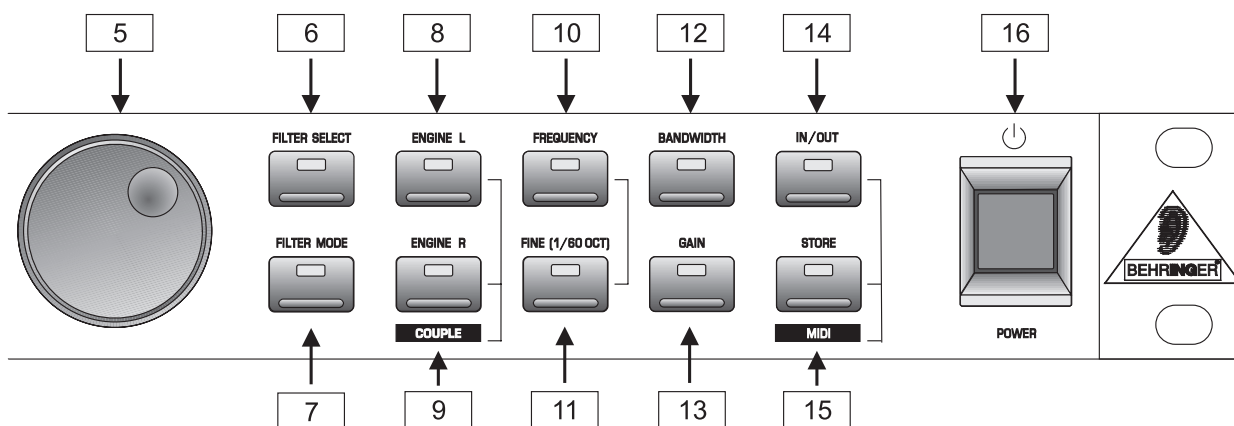 5 6 8 10 12 14 16
FILTER SELECT ENGINE L FREQUENCY BANDWIDTH IN/OUT
FILTER MODE ENGINE R FINE (1/60 OCT) GAIN STORE
BEHRINGER
COUPLE MIDI POWER
7 9 11 13 15